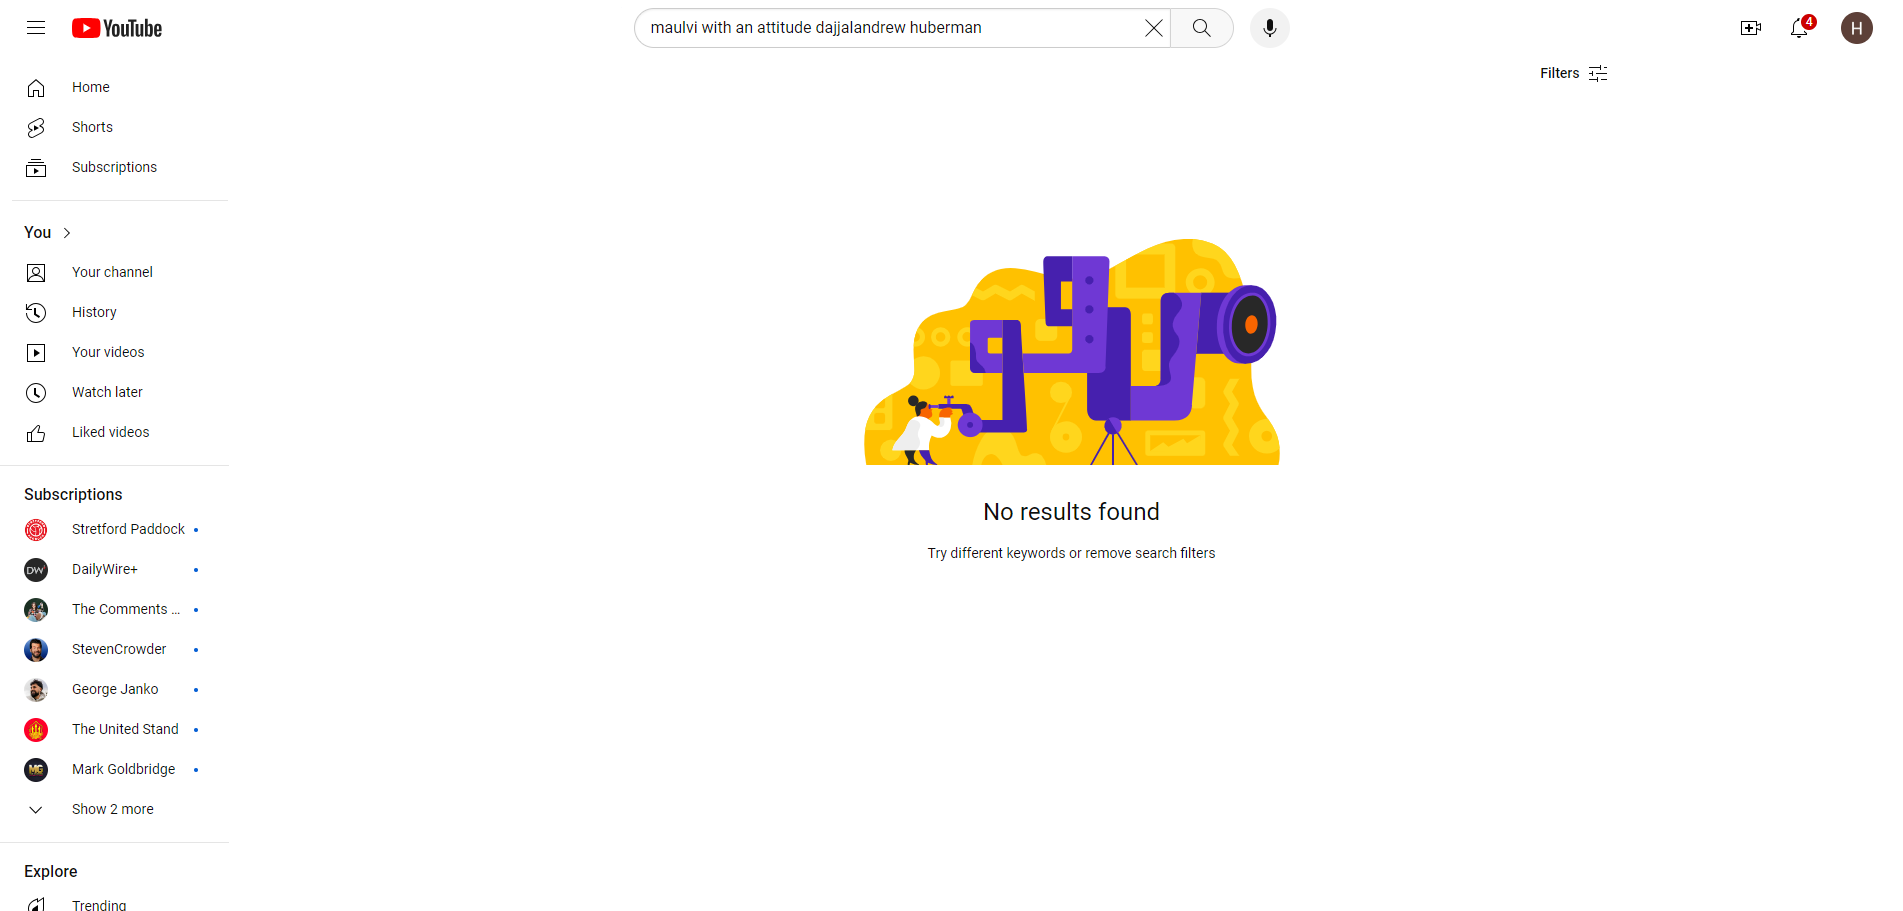 YouTube
maulvi with an attitude dajjalandrew huberman
4
H
Filters
Home
Shorts
Subscriptions
You
Your channel
History
Your videos
Watch later
Liked videos
Subscriptions
Stretford Paddock
DW DailyWire+
The Comments ...
StevenCrowder
George Janko
The United Stand
MG Mark Goldbridge
Show 2 more
Explore
Trending
No results found
Try different keywords or remove search filters